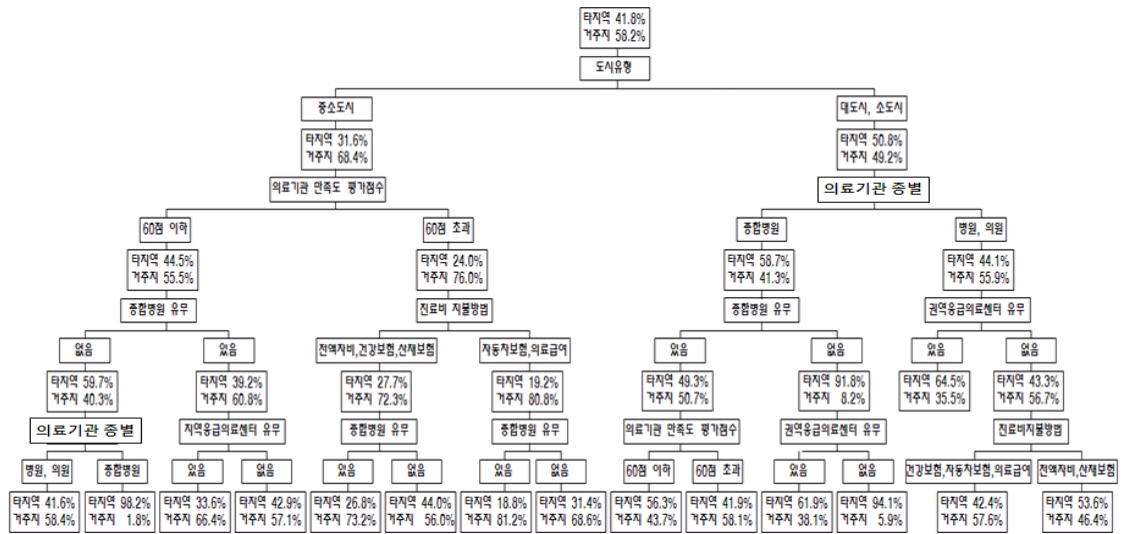 타지역 41.8%
거주지 58.2%
도시유형
중소도시
대도시, 소도시
타지역 31.6%
거주지 68.4%
타지역 50.8%
거주지 49.2%
의료기관 만족도 평가점수
의료기관 종별
60점 이하
60점 초과
종합병원
병원, 의원
타지역 44.5%
거주지 55.5%
타지역 24.0%
거주지 76.0%
타지역 58.7%
거주지 41.3%
타지역 44.1%
거주지 55.9%
종합병원 유무
진료비 지불방법
종합병원 유무
권역응급의료센터 유무
없음
있음
전액자비,건강보험,산재보험
자동차보험,의료급여
있음
없음
있음
없음
타지역 59.7%
거주지 40.3%
타지역 39.2%
거주지 60.8%
타지역 27.7%
거주지 72.3%
타지역 19.2%
거주지 80.8%
타지역 49.3%
거주지 50.7%
타지역 91.8%
거주지 8.2%
타지역 64.5%
거주지 35.5%
타지역 43.3%
거주지 56.7%
의료기관 종별
지역응급의료센터 유무
종합병원 유무
종합병원 유무
의료기관 만족도 평가점수
권역응급의료센터 유무
진료비지불방법
병원, 의원
종합병원
있음
없음
있음
없음
있음
없음
60점 이하
60점 초과
있음
없음
건강보험,자동차보험,의료급여
전액자비,산재보험
타지역 41.6%
거주지 58.4%
타지역 98.2%
거주지 1.8%
타지역 33.6%
거주지 66.4%
타지역 42.9%
거주지 57.1%
타지역 26.8%
거주지 73.2%
타지역 44.0%
거주지 56.0%
타지역 18.8%
거주지 81.2%
타지역 31.4%
거주지 68.6%
타지역 56.3%
거주지 43.7%
타지역 41.9%
거주지 58.1%
타지역 61.9%
거주지 38.1%
타지역 94.1%
거주지 5.9%
타지역 42.4%
거주지 57.6%
타지역 53.6%
거주지 46.4%